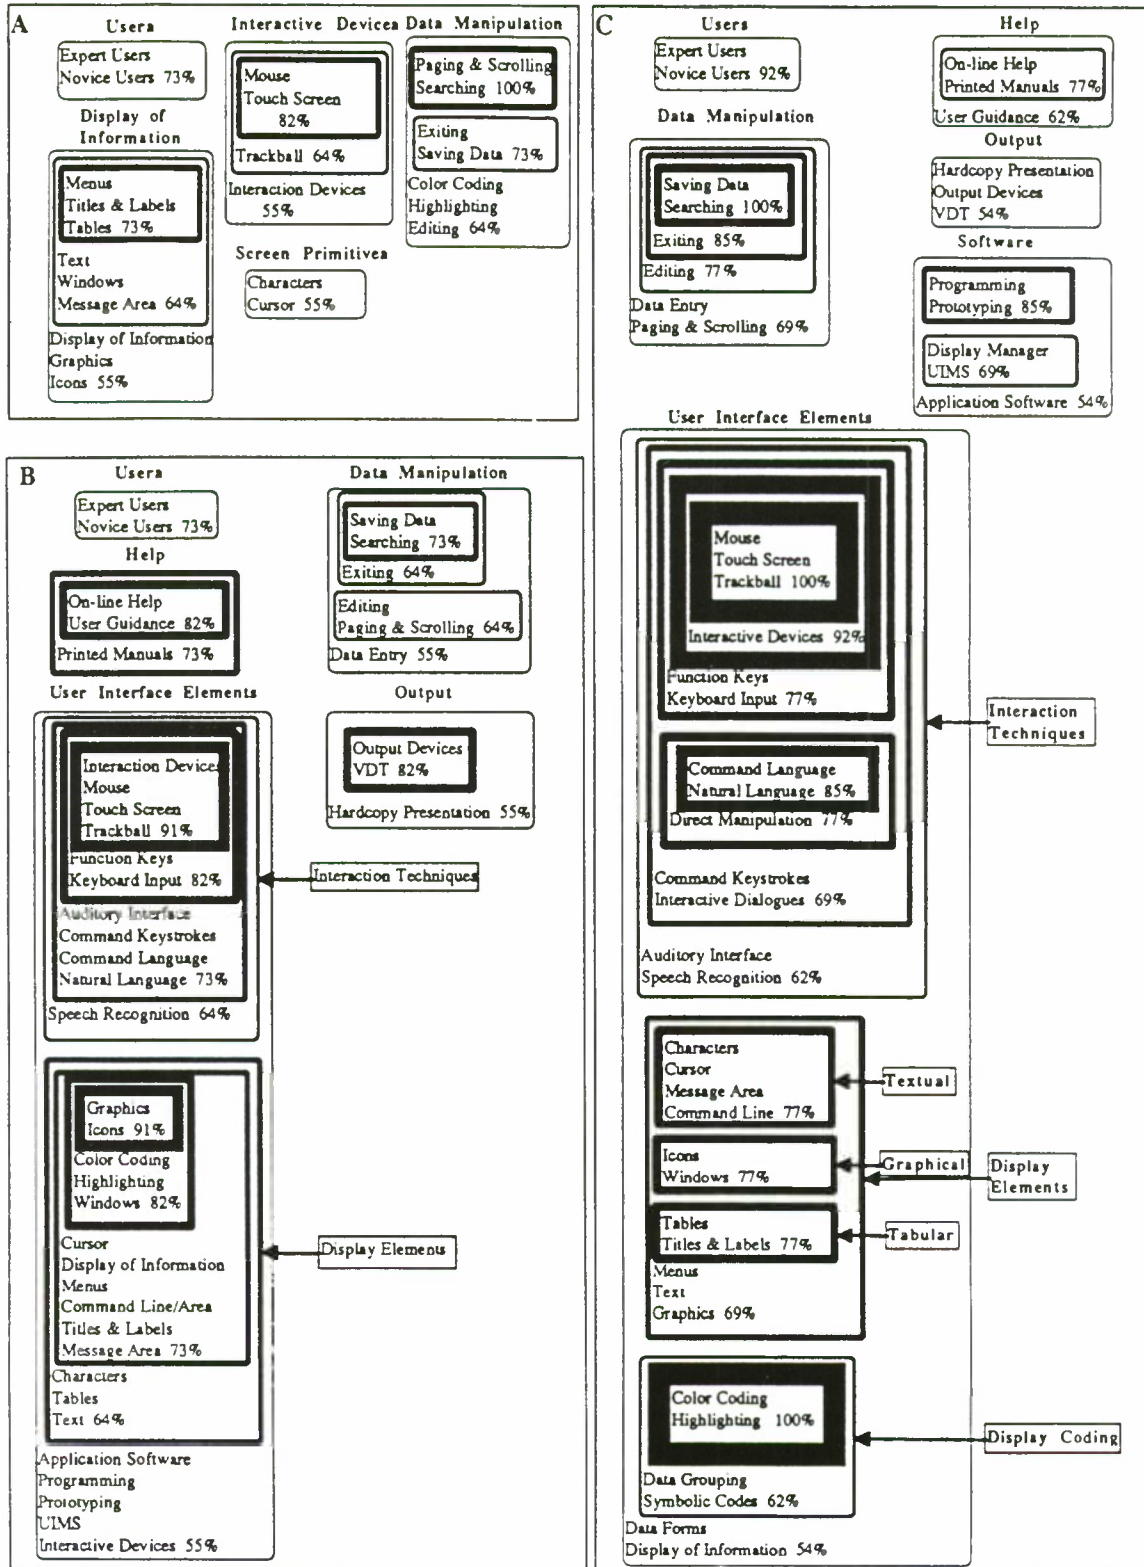 A
Usera
Expert Users
Novice Users 73%
Display of
Information
Menus
Titles & Labels
Tables 73%
Text
Windows
Message Area 64%
Display of Information
Graphics
Icons 55%
Interactive Devices
Mouse
Touch Screen
82%
Trackball 64%
Interaction Devices
55%
Screen Primitivea
Characters
Cursor 55%
Data Manipulation
Paging & Scrolling
Searching 100%
Exiting
Saving Data 73%
Color Coding
Highlighting
Editing 64%
B
Usera
Expert Users
Novice Users 73%
Help
On-line Help
User Guidance 82%
Printed Manuals 73%
User Interface Elements
Interaction Devices
Mouse
Touch Screen
Trackball 91%
Function Keys
Keyboard Input 82%
Auditory Interface
Command Keystrokes
Command Language
Natural Language 73%
Speech Recognition 64%
Interaction Techniques
Graphics
Icons 91%
Color Coding
Highlighting
Windows 82%
Cursor
Display of Information
Menus
Command Line/Area
Titles & Labels
Message Area 73%
Characters
Tables
Text 64%
Display Elements
Application Software
Programming
Prototyping
UIMS
Interactive Devices 55%
Data Manipulation
Saving Data
Searching 73%
Exiting 64%
Editing
Paging & Scrolling 64%
Data Entry 55%
Output
Output Devices
VDT 82%
Hardcopy Presentation 55%
C
Users
Expert Users
Novice Users 92%
Data Manipulation
Saving Data
Searching 100%
Exiting 85%
Editing 77%
Data Entry
Paging & Scrolling 69%
Help
On-line Help
Printed Manuals 77%
User Guidance 62%
Output
Hardcopy Presentation
Output Devices
VDT 54%
Software
Programming
Prototyping 85%
Display Manager
UIMS 69%
Application Software 54%
User Interface Elements
Mouse
Touch Screen
Trackball 100%
Interactive Devices 92%
Function Keys
Keyboard Input 77%
Command Language
Natural Language 85%
Direct Manipulation 77%
Command Keystrokes
Interactive Dialogues 69%
Auditory Interface
Speech Recognition 62%
Interaction
Techniques
Characters
Cursor
Message Area
Command Line 77%
Textual
Icons
Windows 77%
Graphical
Display
Elements
Tables
Titles & Labels 77%
Tabular
Menus
Text
Graphics 69%
Color Coding
Highlighting 100%
Display Coding
Data Grouping
Symbolic Codes 62%
Data Forms
Display of Information 54%